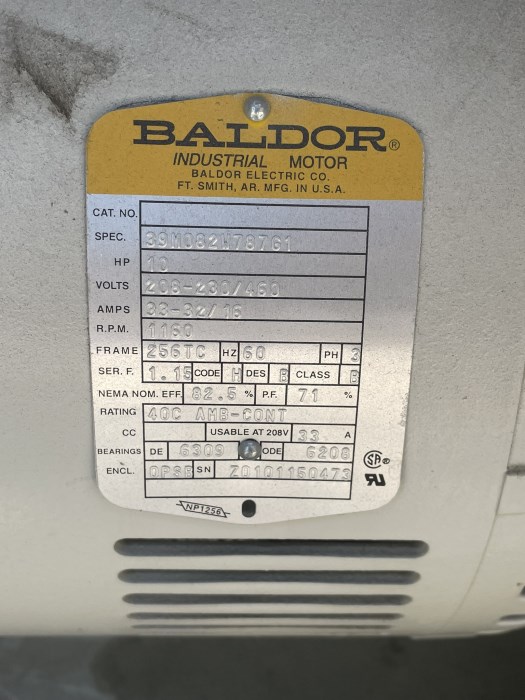 BALDOR®
INDUSTRIAL MOTOR
BALDOR ELECTRIC CO.
FT. SMITH, AR. MFG. IN U.S.A.
CAT. NO.
SPEC. 39M082W787G1
HP 10
VOLTS 208-230/460
AMPS 33-32/16
R.P.M. 1160
FRAME 256TC HZ 60 PH 3
SER. F. 1.15 CODE H DES B CLASS B
NEMA NOM. EFF. 82.5 % P.F. 71 %
RATING 40C AMB-CONT
CC USABLE AT 208V 33 A
BEARINGS DE 6309 ODE 6208
ENCL. OPSB SN Z0101150473
NP1256